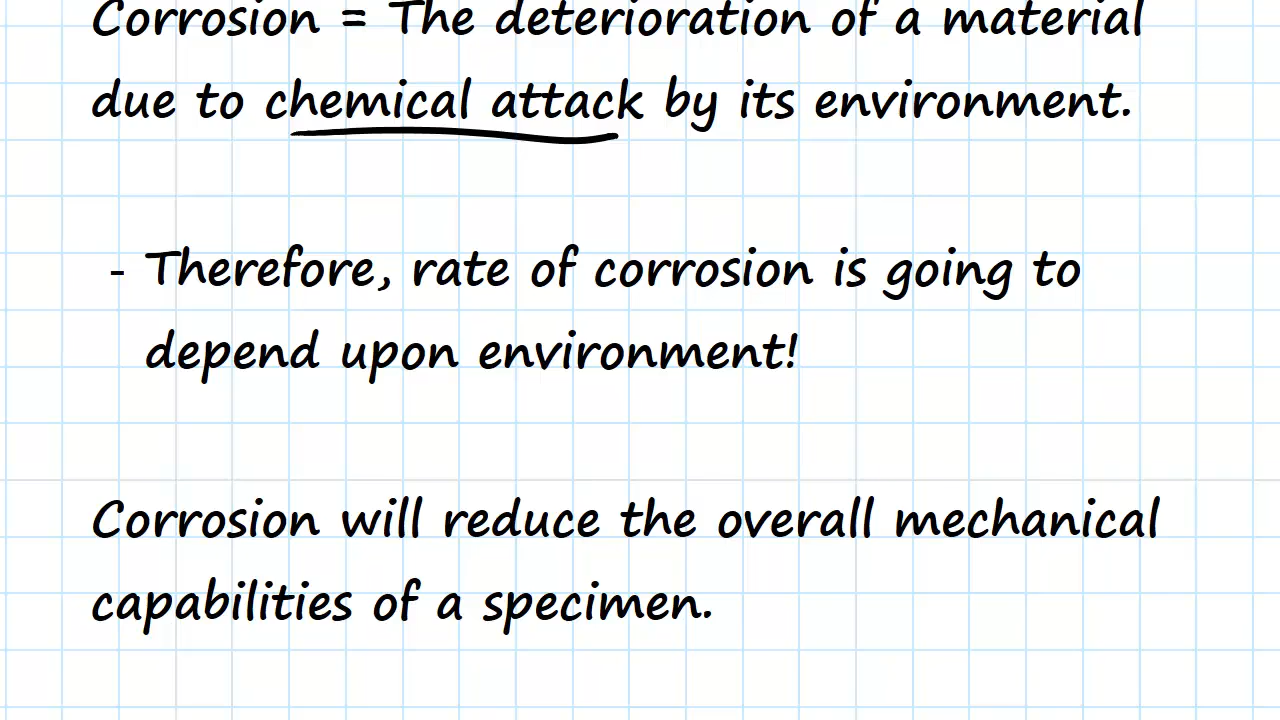 Corrosion = The deterioration of a material
due to chemical attack by its environment.
- Therefore, rate of corrosion is going to
depend upon environment!
Corrosion will reduce the overall mechanical
capabilities of a specimen.